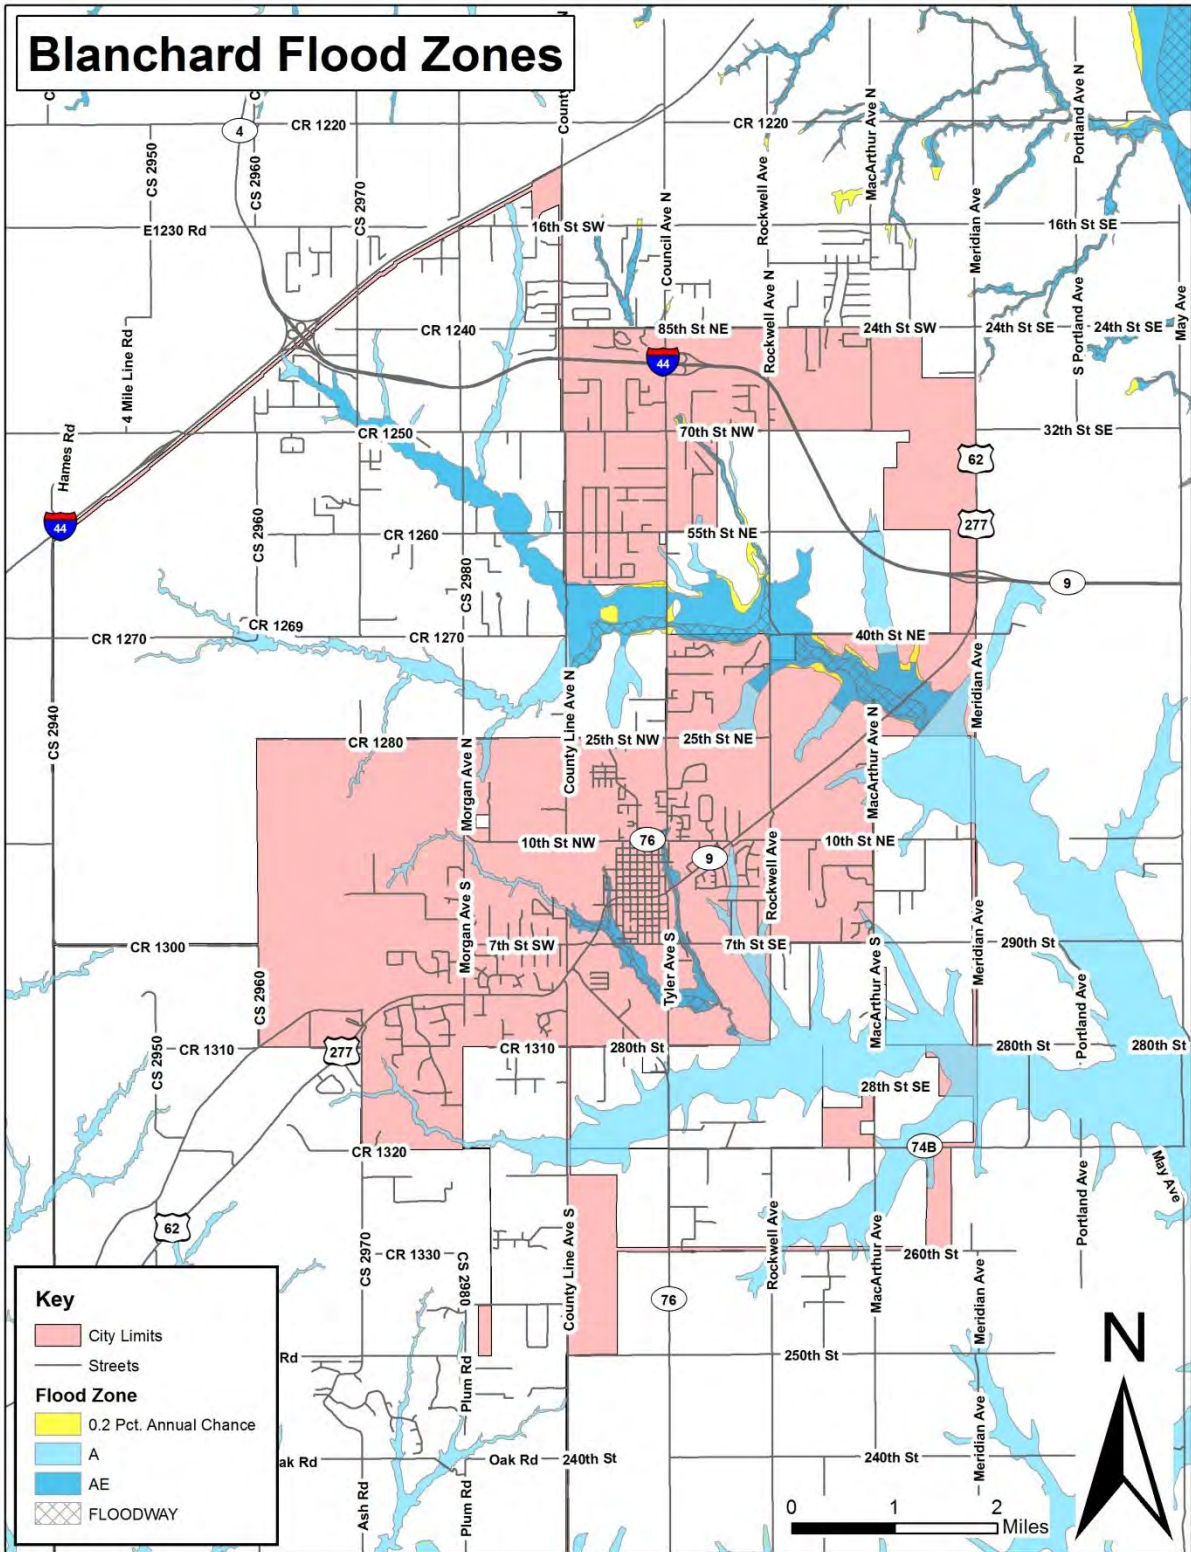 Blanchard Flood Zones
C
C
County
CR 1220
4
CR 1220
CS 2950
CS 2960
CS 2970
Rockwell Ave
MacArthur Ave N
Portland Ave N
E1230 Rd
16th St SW
Council Ave N
Meridian Ave
16th St SE
CR 1240
85th St NE
24th St SW
24th St SE
24th St SE
4 Mile Line Rd
44
Rockwell Ave N
S Portland Ave
May Ave
CR 1250
70th St NW
32th St SE
Hames Rd
62
44
277
CS 2960
CR 1260
55th St NE
CS 2980
9
CR 1269
CR 1270
CR 1270
40th St NE
County Line Ave N
Meridian Ave
CS 2940
CR 1280
25th St NW
25th St NE
Morgan Ave N
MacArthur Ave N
10th St NW
76
9
10th St NE
Rockwell Ave
CR 1300
7th St SW
7th St SE
290th St
Morgan Ave S
Tyler Ave S
MacArthur Ave S
Meridian Ave
CS 2960
Portland Ave
CS 2950
CR 1310
277
CR 1310
280th St
280th St
280th St
28th St SE
CR 1320
74B
May Ave
Portland Ave
62
CS 2970
CR 1330
CS 2980
County Line Ave S
Rockwell Ave
MacArthur Ave
260th St
Meridian Ave
76
Rd
250th St
Plum Rd
Meridian Ave
ak Rd
Oak Rd
240th St
240th St
Ash Rd
Plum Rd
Key
City Limits
Streets
Flood Zone
0.2 Pct. Annual Chance
A
AE
FLOODWAY
N
0 1 2
Miles